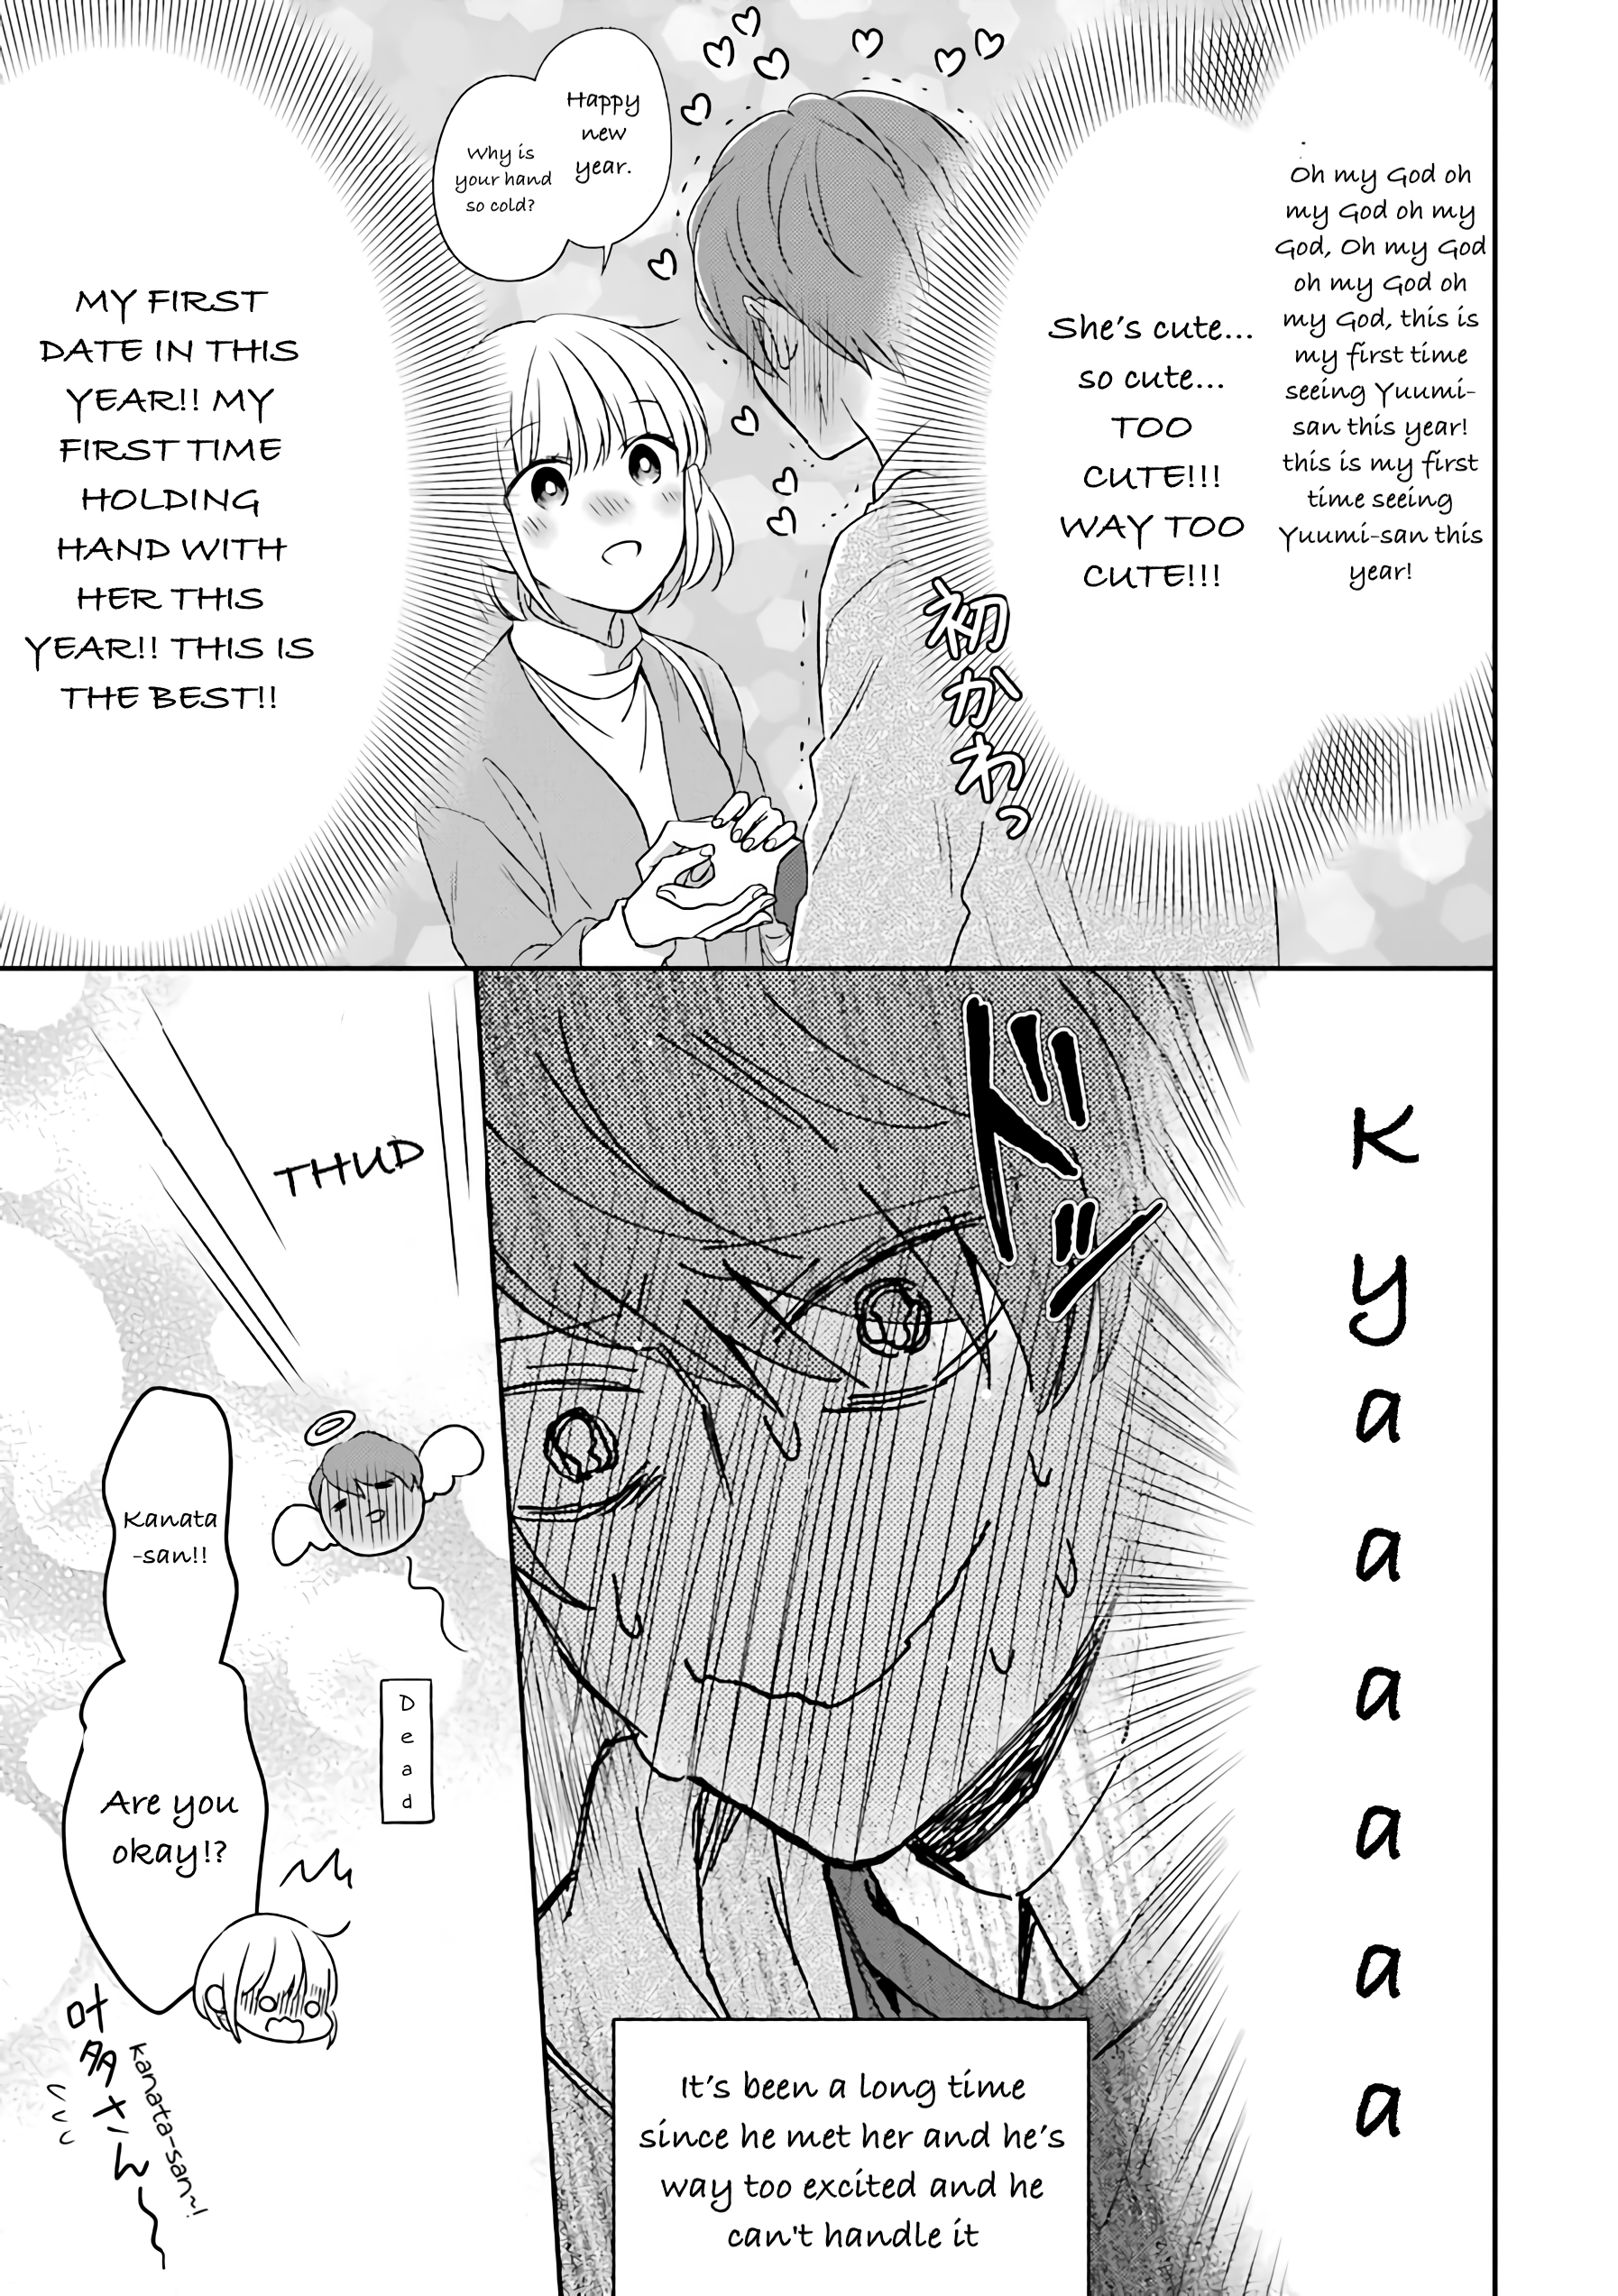 Oh my God oh
my God oh my
God, Oh my God
oh my God oh
my God, this is
my first time
seeing Yuumi-
san this year!
this is my first
time seeing
Yuumi-san this
year!
She's cute...
so cute...
TOO
CUTE!!!
WAY TOO
CUTE!!!
初かわっ
Happy
new
year.
Why is
your hand
so cold?
MY FIRST
DATE IN THIS
YEAR!! MY
FIRST TIME
HOLDING
HAND WITH
HER THIS
YEAR!! THIS IS
THE BEST!!
Kyaaaaaa
ドッ
It's been a long time
since he met her and he's
way too excited and he
can't handle it
THUD
Dead
Kanata
-san!!
Are you
okay!?
叶多さん~
Kanata-san~!